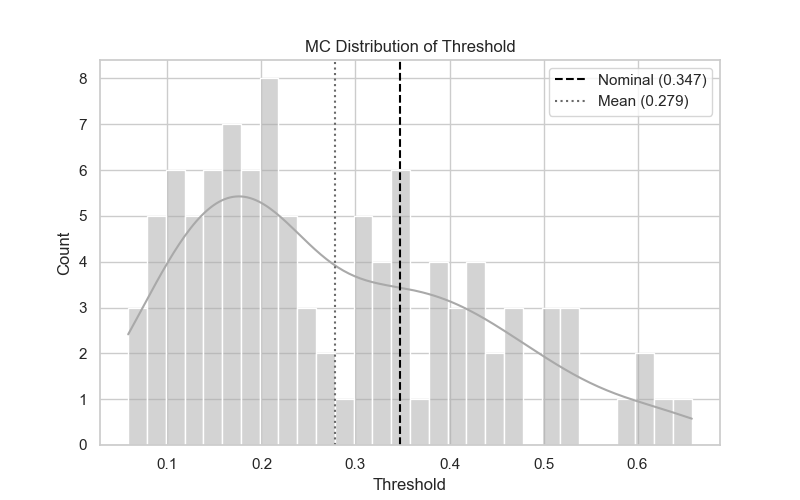 MC Distribution of Threshold
Nominal (0.347)
Mean (0.279)
Count
8
7
6
5
4
3
2
1
0
0.1 0.2 0.3 0.4 0.5 0.6
Threshold